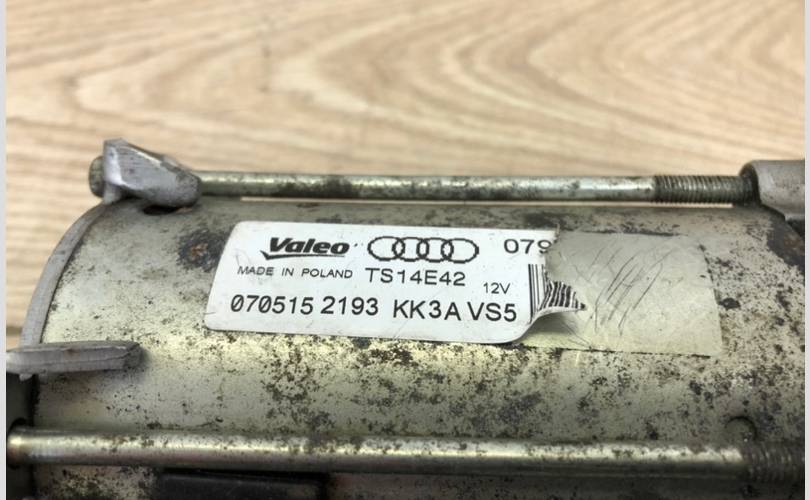 Valeo 079
MADE IN POLAND TS14E42 12V
070515 2193 KK3A VS5